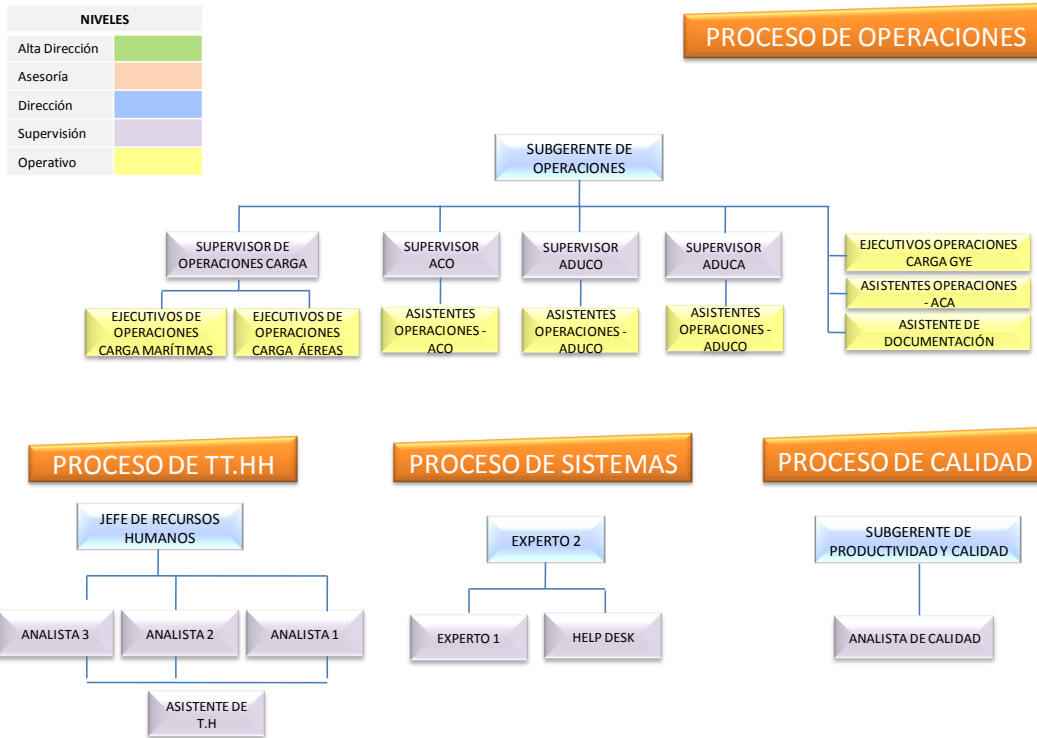 NIVELES
Alta Dirección
Asesoría
Dirección
Supervisión
Operativo
PROCESO DE OPERACIONES
SUBGERENTE DE
OPERACIONES
SUPERVISOR DE
OPERACIONES CARGA
SUPERVISOR
ACO
SUPERVISOR
ADUCO
SUPERVISOR
ADUCA
EJECUTIVOS OPERACIONES
CARGA GYE
ASISTENTES OPERACIONES
- ACA
ASISTENTE DE
DOCUMENTACIÓN
EJECUTIVOS DE
OPERACIONES
CARGA MARÍTIMAS
EJECUTIVOS DE
OPERACIONES
CARGA ÁEREAS
ASISTENTES
OPERACIONES -
ACO
ASISTENTES
OPERACIONES -
ADUCO
ASISTENTES
OPERACIONES -
ADUCO
PROCESO DE TT.HH
JEFE DE RECURSOS
HUMANOS
ANALISTA 3
ANALISTA 2
ANALISTA 1
ASISTENTE DE
T.H
PROCESO DE SISTEMAS
EXPERTO 2
EXPERTO 1
HELP DESK
PROCESO DE CALIDAD
SUBGERENTE DE
PRODUCTIVIDAD Y CALIDAD
ANALISTA DE CALIDAD